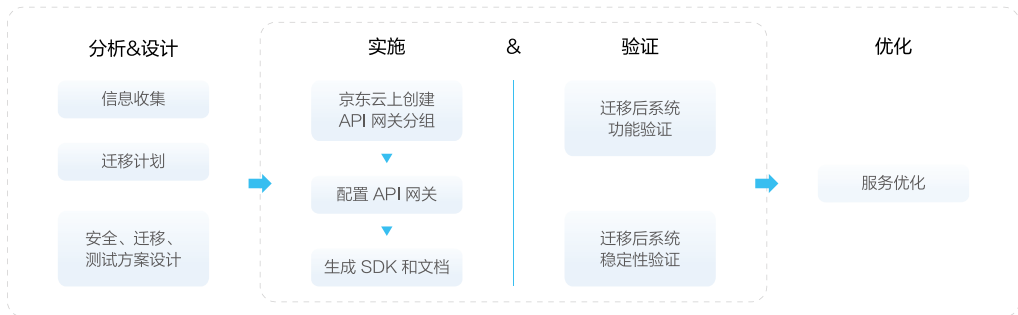 分析&设计
信息收集
迁移计划
安全、迁移、
测试方案设计
实施
&
验证
京东云上创建
API 网关分组
配置 API 网关
生成 SDK 和文档
迁移后系统
功能验证
迁移后系统
稳定性验证
优化
服务优化